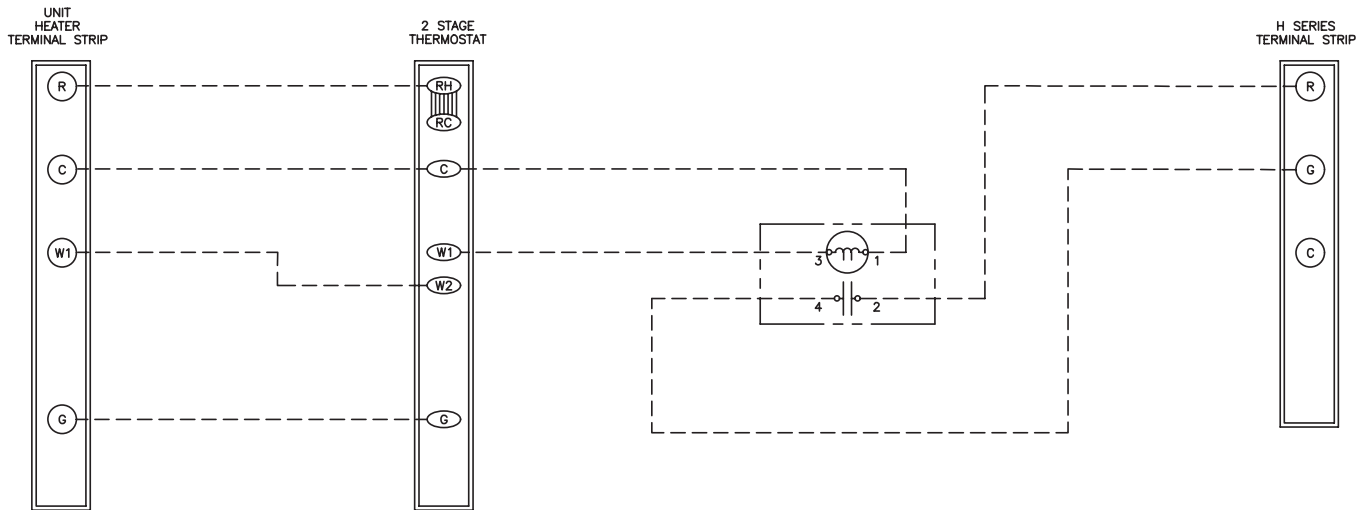 UNIT
HEATER
TERMINAL STRIP
R
C
W1
G
2 STAGE
THERMOSTAT
RH
RC
C
W1
W2
G
3
1
4
2
H SERIES
TERMINAL STRIP
R
G
C